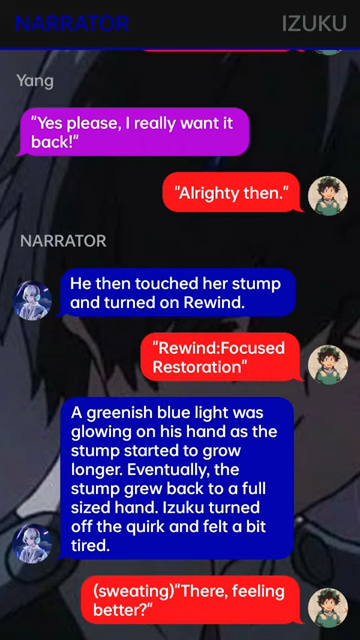 NARRATOR
IZUKU
Yang
"Yes please, I really want it
back!"
"Alrighty then."
NARRATOR
He then touched her stump
and turned on Rewind.
"Rewind:Focused
Restoration"
A greenish blue light was
glowing on his hand as the
stump started to grow
longer. Eventually, the
stump grew back to a full
sized hand. Izuku turned
off the quirk and felt a bit
tired.
(sweating)"There, feeling
better?"